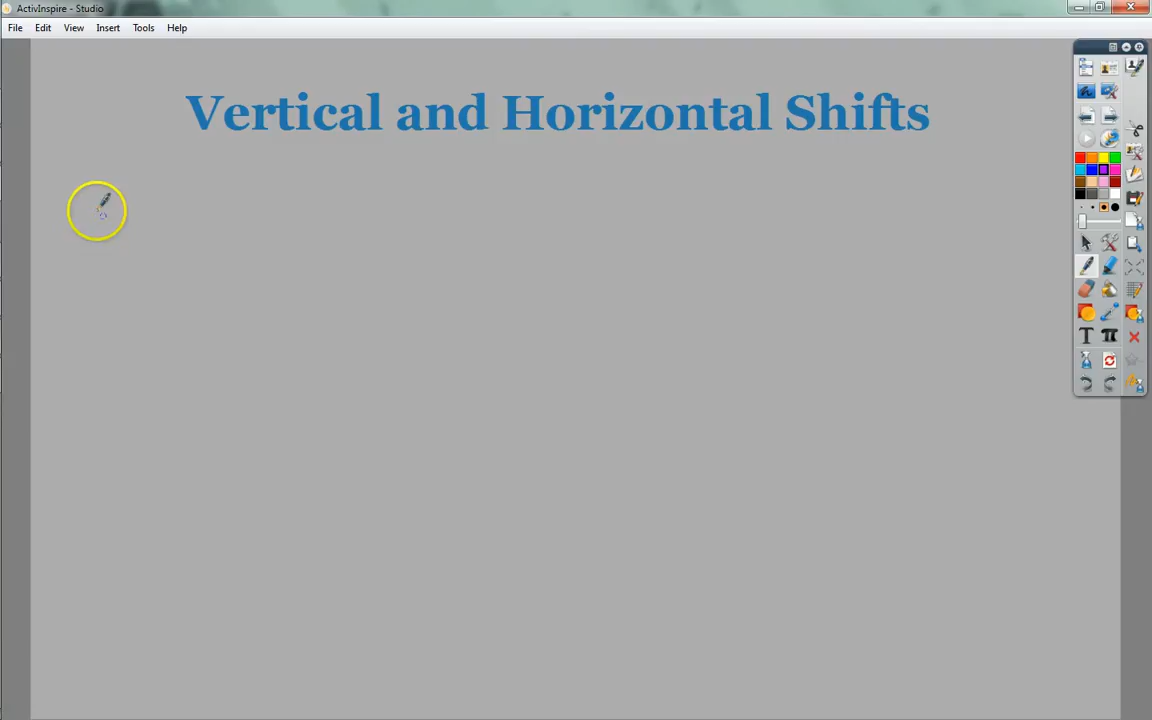 ActivInspire - Studio
File Edit View Insert Tools Help
Vertical and Horizontal Shifts